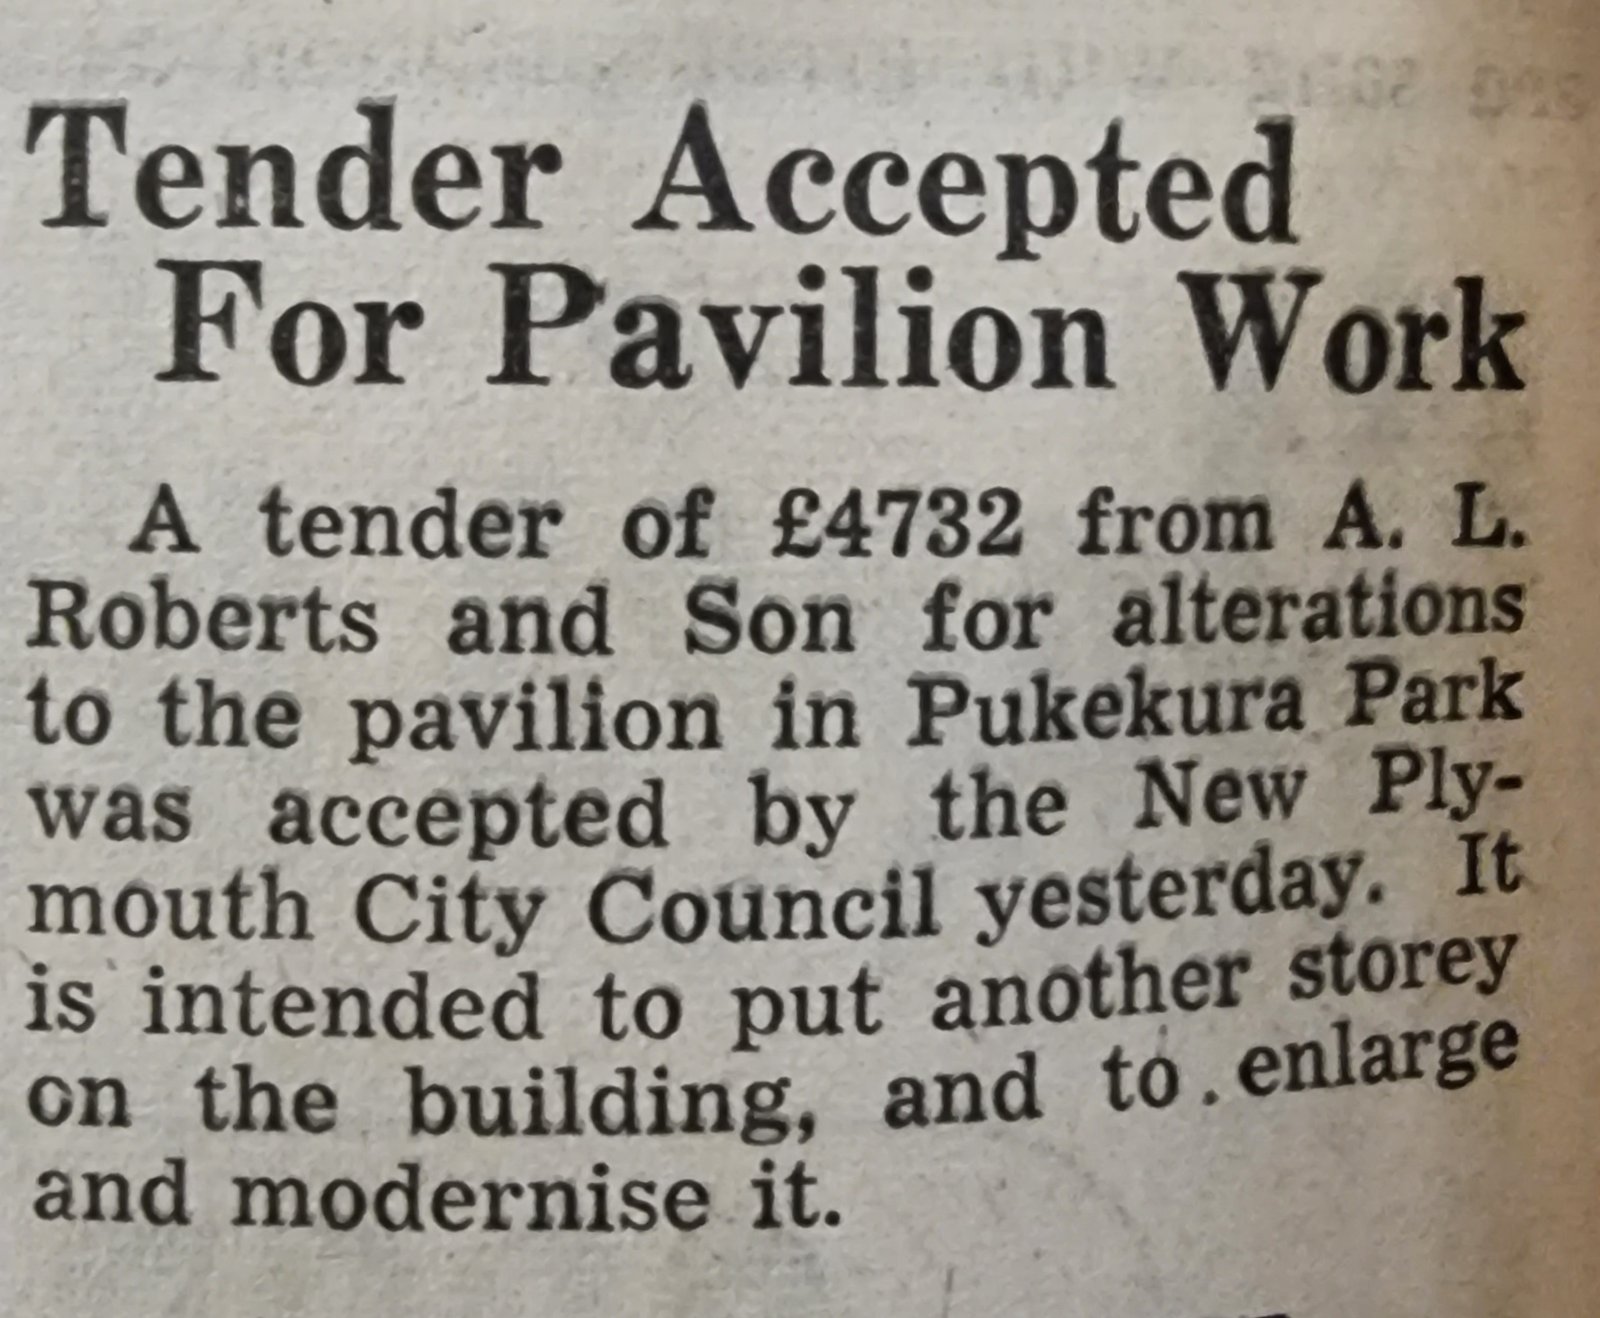 Tender Accepted
For Pavilion Work
A tender of £4732 from A. L.
Roberts and Son for alterations
to the pavilion in Pukekura Park
was accepted by the New Ply-
mouth City Council yesterday. It
is intended to put another storey
on the building, and to enlarge
and modernise it.